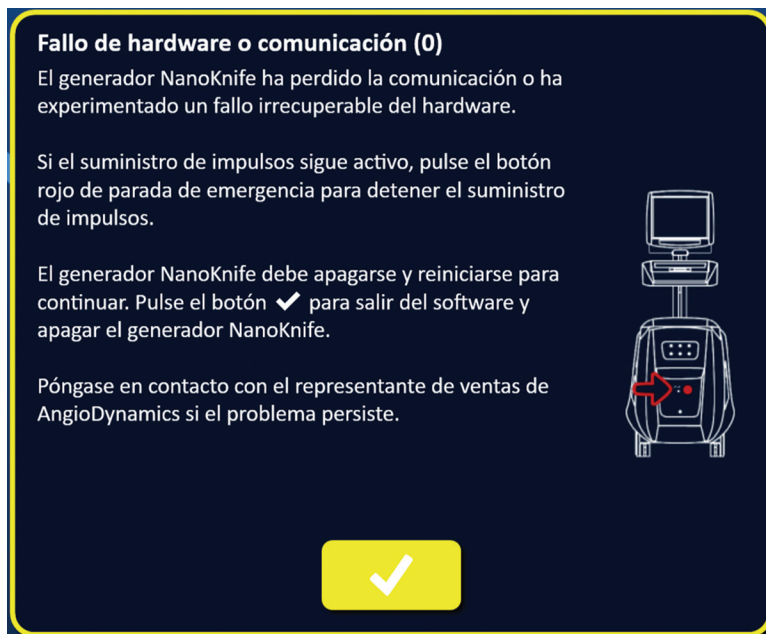 Fallo de hardware o comunicación (0)
El generador NanoKnife ha perdido la comunicación o ha
experimentado un fallo irrecuperable del hardware.
Si el suministro de impulsos sigue activo, pulse el botón
rojo de parada de emergencia para detener el suministro
de impulsos.
El generador NanoKnife debe apagarse y reiniciarse para
continuar. Pulse el botón ✔ para salir del software y
apagar el generador NanoKnife.
Póngase en contacto con el representante de ventas de
AngioDynamics si el problema persiste.